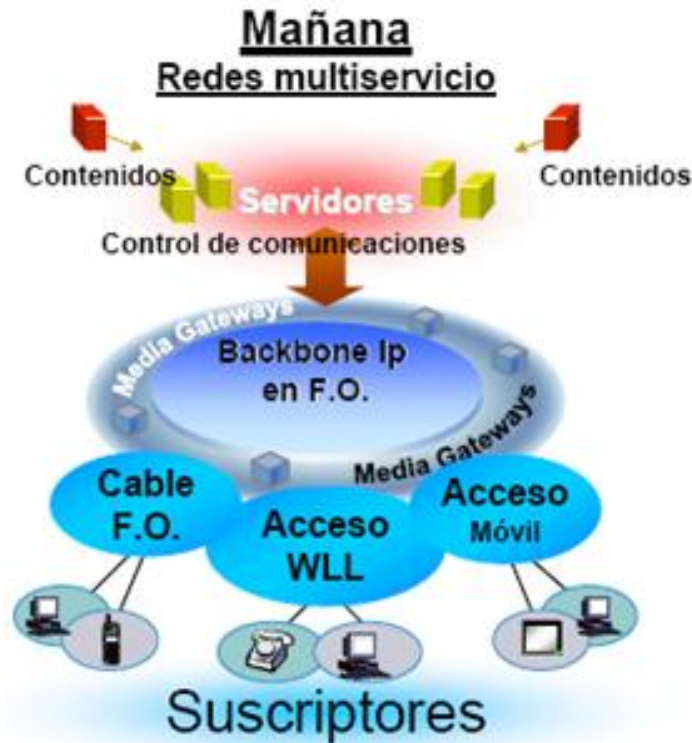 Mañana
Redes multiservicio
Contenidos
Contenidos
Servidores
Control de comunicaciones
Media Gateways
Backbone Ip
en F.O.
Media Gateways
Cable
F.O.
Acceso
WLL
Acceso
Móvil
Suscriptores